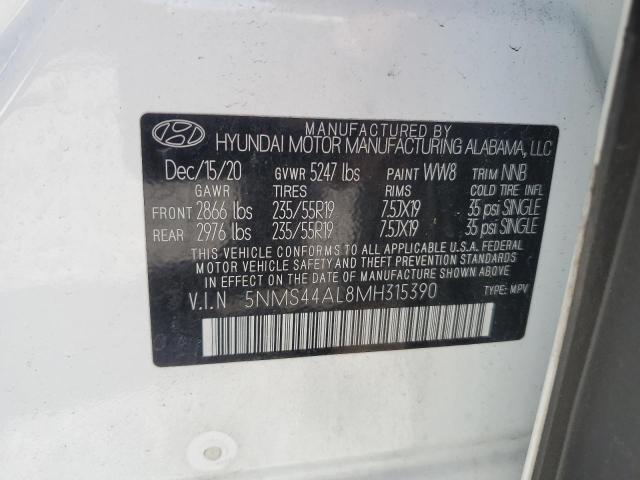 MANUFACTURED BY
HYUNDAI MOTOR MANUFACTURING ALABAMA, LLC
Dec/15/20 GVWR 5247 lbs PAINT WW8 TRIM NNB
GAWR TIRES RIMS COLD TIRE INFL
FRONT 2866 lbs 235/55R19 7.5JX19 35 psi SINGLE
REAR 2976 lbs 235/55R19 7.5JX19 35 psi SINGLE
THIS VEHICLE CONFORMS TO ALL APPLICABLE U.S.A. FEDERAL
MOTOR VEHICLE SAFETY AND THEFT PREVENTION STANDARDS
IN EFFECT ON THE DATE OF MANUFACTURE SHOWN ABOVE.
V.I.N 5NMS44AL8MH315390 TYPE: MPV